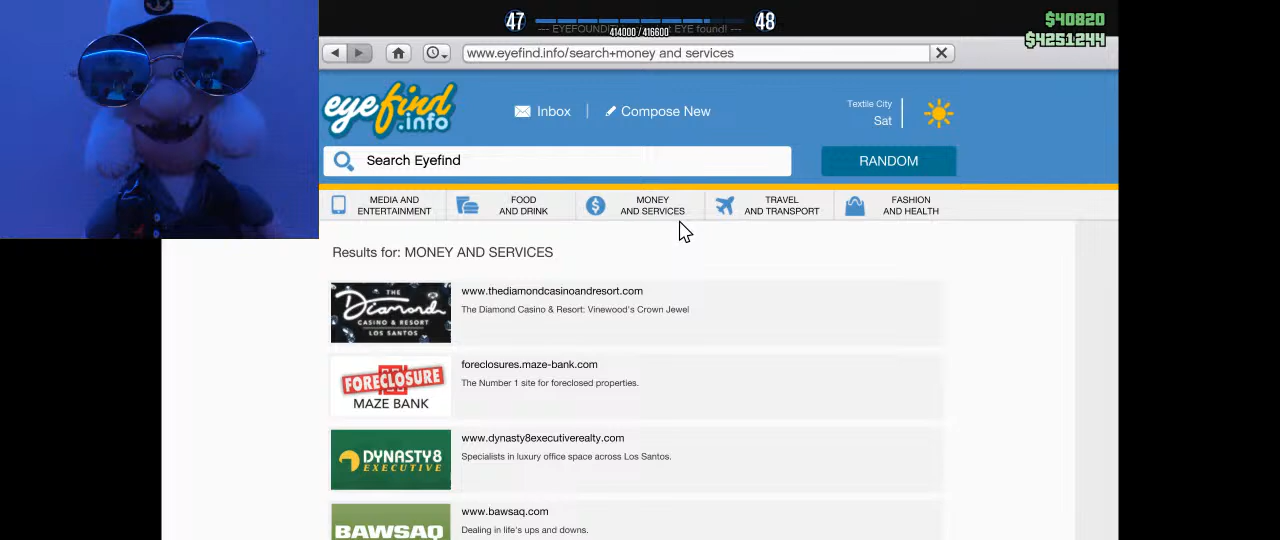 47
48
--- EYEFOUND
EYE found! ---
414000 / 416600
$40820
$4251244
www.eyefind.info/search+money and services
eyefind
.info
Inbox
Compose New
Textile City
Sat
Search Eyefind
RANDOM
MEDIA AND
ENTERTAINMENT
FOOD
AND DRINK
MONEY
AND SERVICES
TRAVEL
AND TRANSPORT
FASHION
AND HEALTH
Results for: MONEY AND SERVICES
THE
Diamond
CASINO & RESORT
LOS SANTOS
www.thediamondcasinoandresort.com
The Diamond Casino & Resort: Vinewood's Crown Jewel
FORECLOSURE
MAZE BANK
foreclosures.maze-bank.com
The Number 1 site for foreclosed properties.
DYNASTY8
EXECUTIVE
www.dynasty8executiverealty.com
Specialists in luxury office space across Los Santos.
BAWSAQ
www.bawsaq.com
Dealing in life's ups and downs.